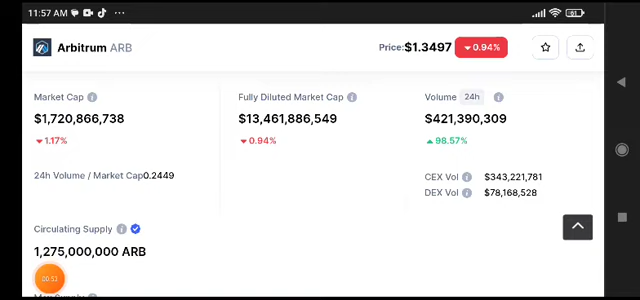 11:57 AM
61
Arbitrum ARB
Price:$1.3497
0.94%
Market Cap
$1,720,866,738
1.17%
24h Volume / Market Cap0.2449
Fully Diluted Market Cap
$13,461,886,549
0.94%
Volume 24h
$421,390,309
98.57%
CEX Vol $343,221,781
DEX Vol $78,168,528
Circulating Supply
1,275,000,000 ARB